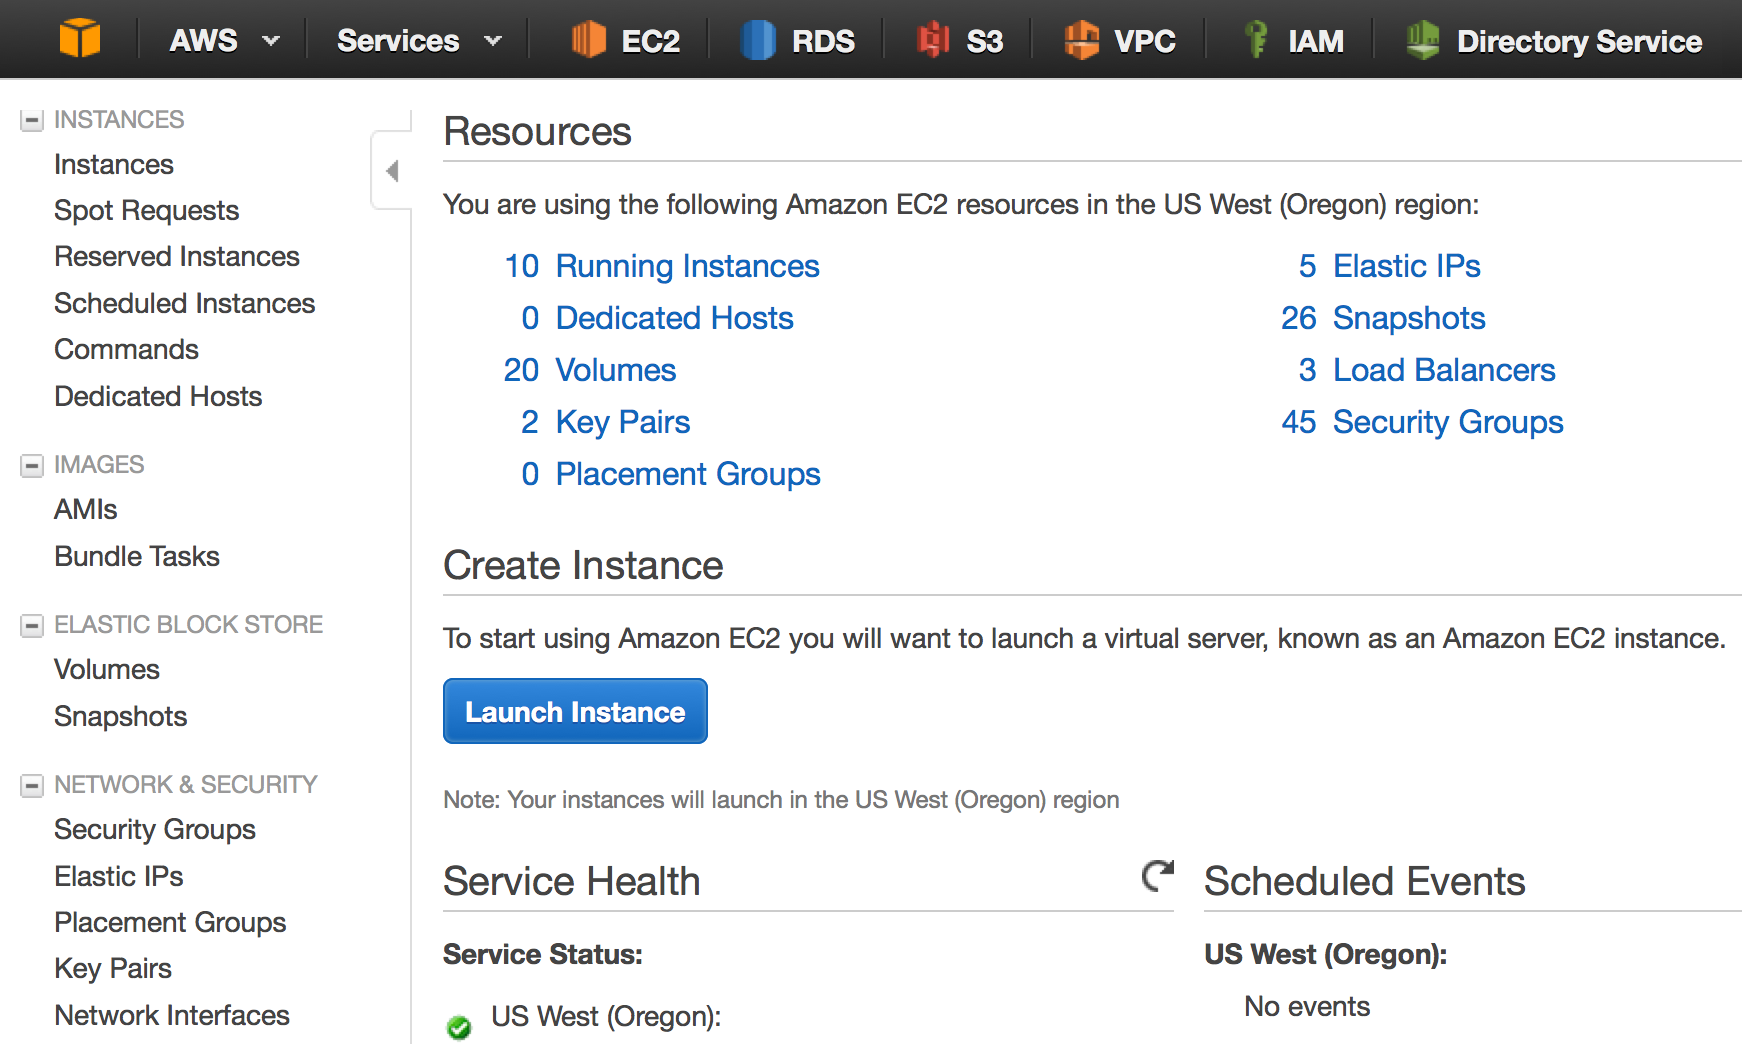 AWS Services EC2 RDS S3 VPC IAM Directory Service
INSTANCES
Instances
Spot Requests
Reserved Instances
Scheduled Instances
Commands
Dedicated Hosts
IMAGES
AMIs
Bundle Tasks
ELASTIC BLOCK STORE
Volumes
Snapshots
NETWORK & SECURITY
Security Groups
Elastic IPs
Placement Groups
Key Pairs
Network Interfaces
Resources
You are using the following Amazon EC2 resources in the US West (Oregon) region:
10 Running Instances
0 Dedicated Hosts
20 Volumes
2 Key Pairs
0 Placement Groups
5 Elastic IPs
26 Snapshots
3 Load Balancers
45 Security Groups
Create Instance
To start using Amazon EC2 you will want to launch a virtual server, known as an Amazon EC2 instance.
Launch Instance
Note: Your instances will launch in the US West (Oregon) region
Service Health
Service Status:
US West (Oregon):
Scheduled Events
US West (Oregon):
No events